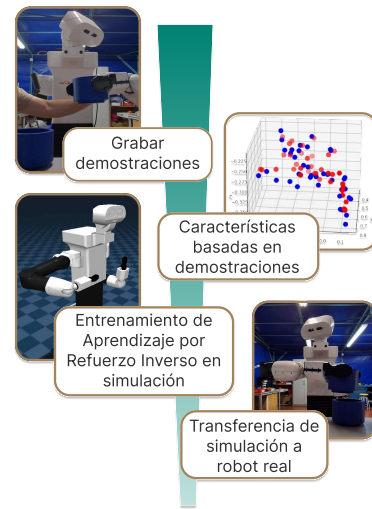 Grabar
demostraciones
Características
basadas en
demostraciones
Entrenamiento de
Aprendizaje por
Refuerzo Inverso en
simulación
Transferencia de
simulación a
robot real